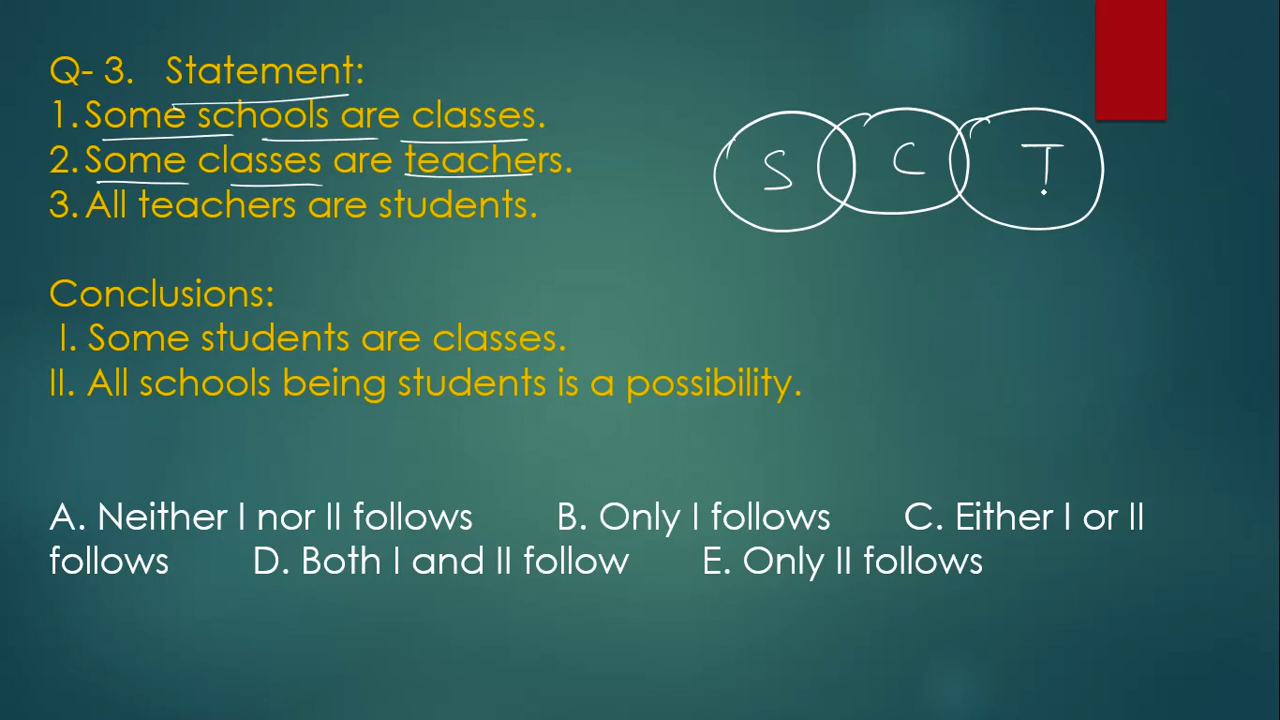 Q- 3. Statement:
1. Some schools are classes.
2. Some classes are teachers.
3. All teachers are students.
S C T
Conclusions:
I. Some students are classes.
II. All schools being students is a possibility.
A. Neither I nor II follows B. Only I follows C. Either I or II
follows D. Both I and II follow E. Only II follows